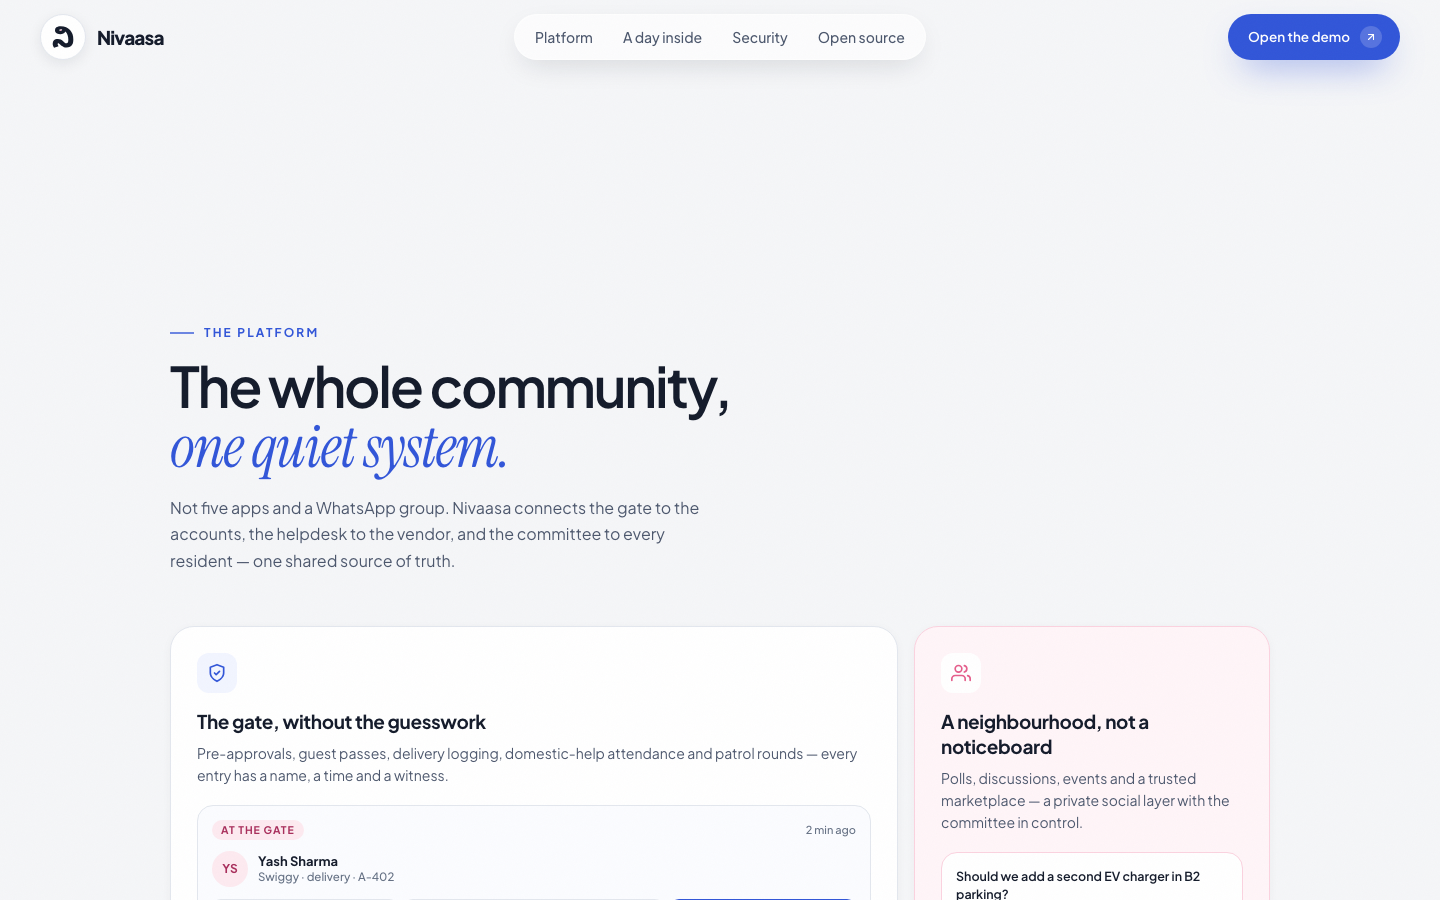 Nivaasa
Platform
A day inside
Security
Open source
Open the demo
THE PLATFORM
The whole community,
one quiet system.
Not five apps and a WhatsApp group. Nivaasa connects the gate to the
accounts, the helpdesk to the vendor, and the committee to every
resident — one shared source of truth.
The gate, without the guesswork
Pre-approvals, guest passes, delivery logging, domestic-help attendance and patrol rounds — every
entry has a name, a time and a witness.
AT THE GATE
2 min ago
YS
Yash Sharma
Swiggy · delivery · A-402
A neighbourhood, not a
noticeboard
Polls, discussions, events and a trusted
marketplace — a private social layer with the
committee in control.
Should we add a second EV charger in B2
parking?